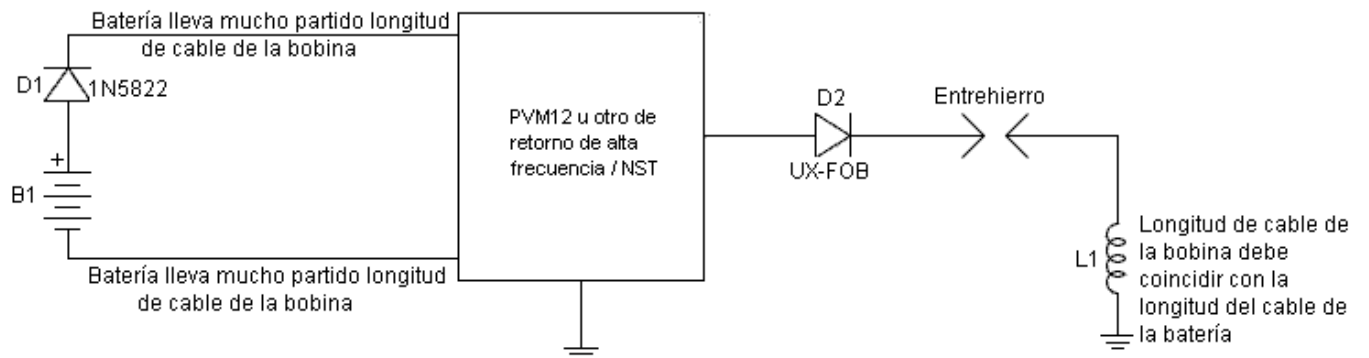 Batería lleva mucho partido longitud
de cable de la bobina
D1
1N5822
+
B1
Batería lleva mucho partido longitud
de cable de la bobina
PVM12 u otro de
retorno de alta
frecuencia / NST
D2
UX-FOB
Entrehierro
L1
Longitud de cable de
la bobina debe
coincidir con la
longitud del cable de
la batería